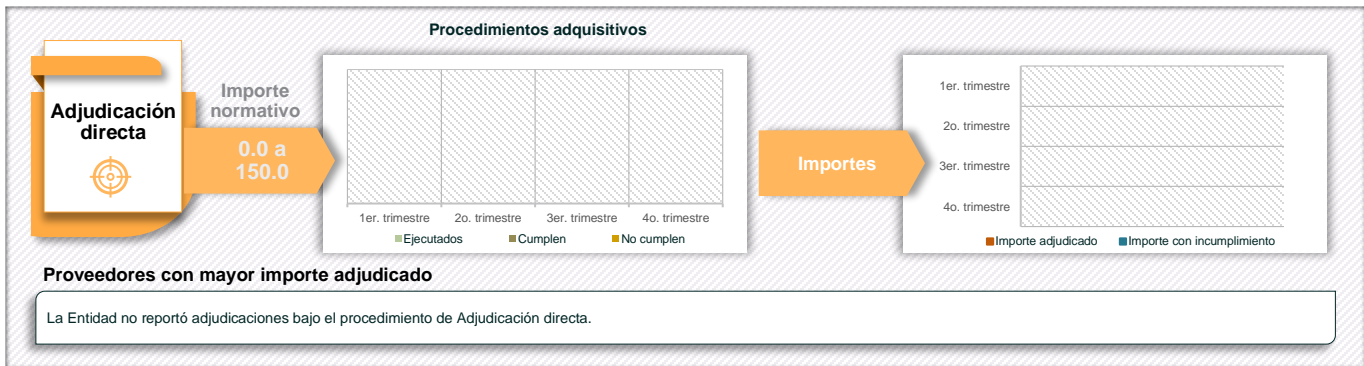 Procedimientos adquisitivos
Adjudicación
directa
Importe
normativo
0.0 a
150.0
1er. trimestre
2o. trimestre
3er. trimestre
4o. trimestre
Ejecutados
Cumplen
No cumplen
Importes
1er. trimestre
2o. trimestre
3er. trimestre
4o. trimestre
Importe adjudicado
Importe con incumplimiento
Proveedores con mayor importe adjudicado
La Entidad no reportó adjudicaciones bajo el procedimiento de Adjudicación directa.